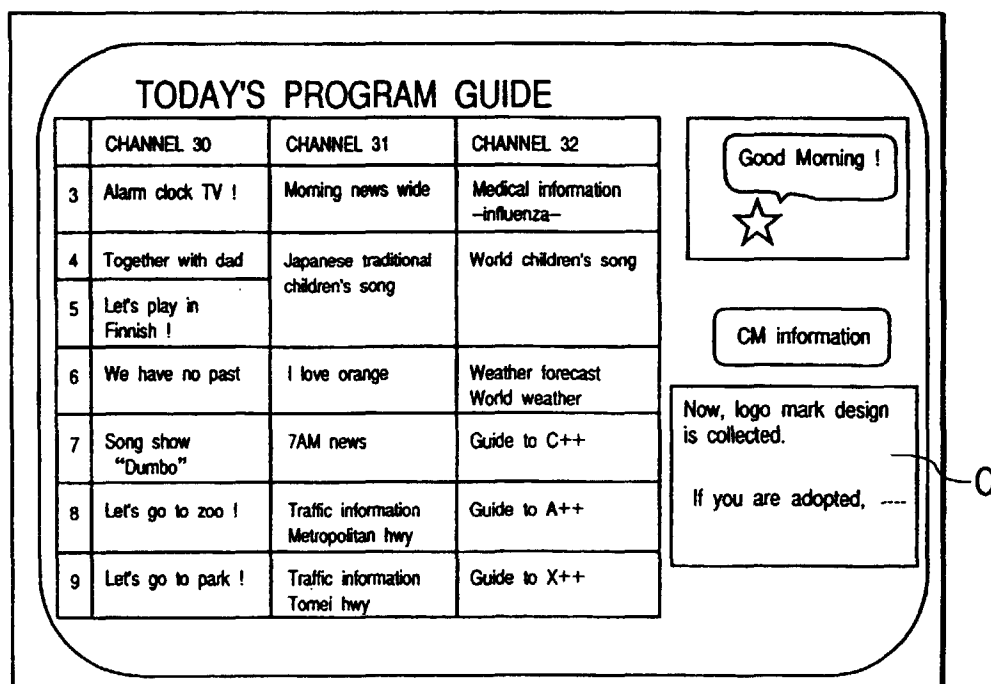 TODAY'S PROGRAM GUIDE
CHANNEL 30 CHANNEL 31 CHANNEL 32
3 Alarm clock TV ! Morning news wide Medical information
–influenza–
4 Together with dad Japanese traditional World children's song
children's song
5 Let's play in
Finnish !
6 We have no past I love orange Weather forecast
World weather
7 Song show 7AM news Guide to C++
"Dumbo"
8 Let's go to zoo ! Traffic information Guide to A++
Metropolitan hwy
9 Let's go to park ! Traffic information Guide to X++
Tomei hwy
Good Morning !
CM information
Now, logo mark design
is collected.
If you are adopted, ----